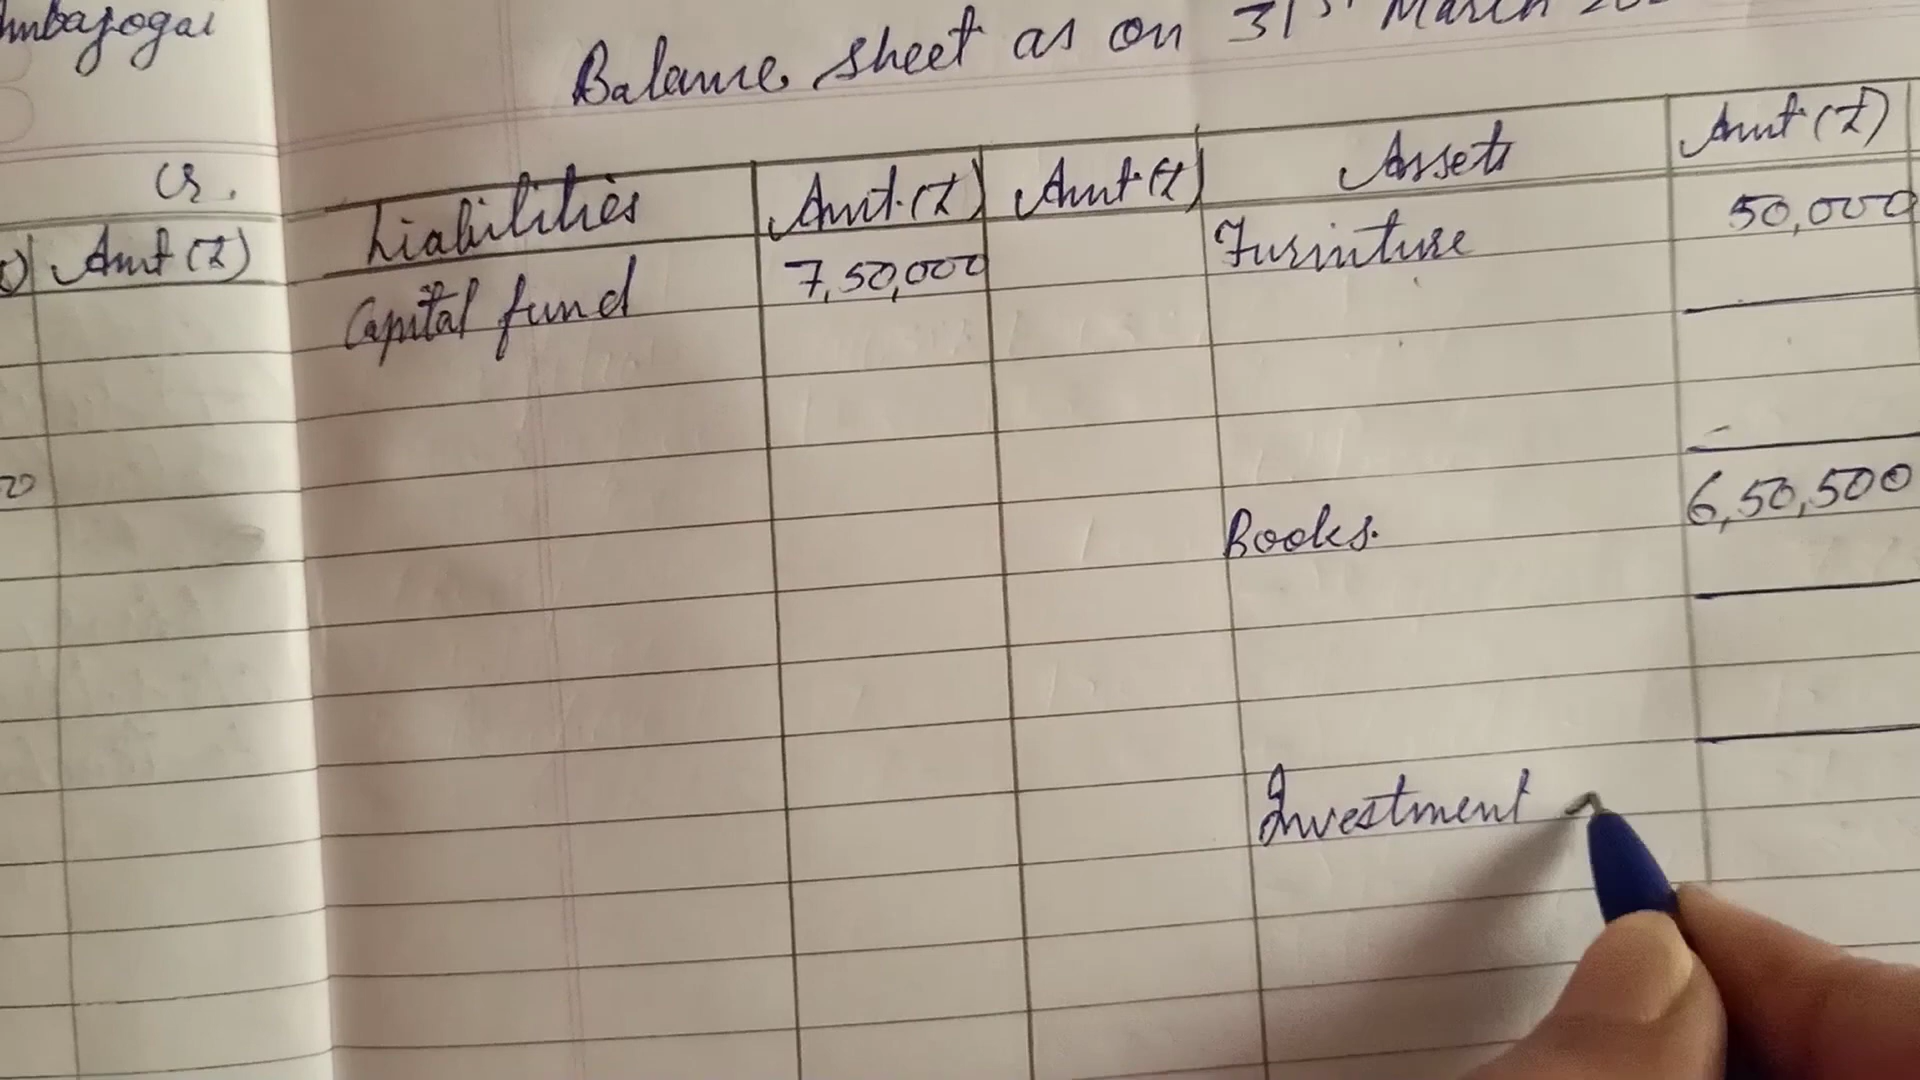 Ambajogai
Balance sheet as on 31st March
Cr.
Amt (₹)
Liabilities Amt.(₹) Amt.(₹) Assets Amt.(₹)
Capital fund 7,50,000 Furniture 50,000
Books. 6,50,500
Investment